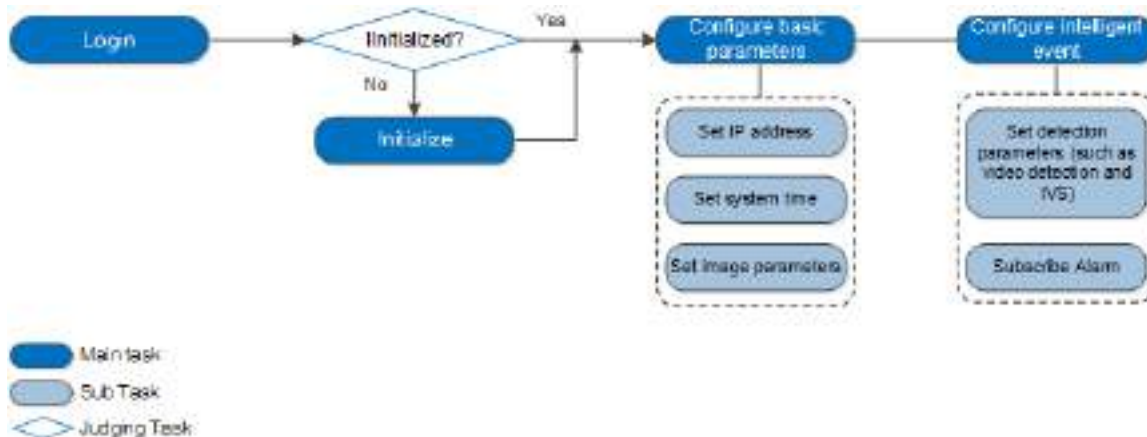 Login
IInitialized?
Yes
No
Initialize
Configure basic
parameters
Set IP address
Set system time
Set image parameters
Configure intelligent
event
Set detection
parameters (such as
video detection and
IVS)
Subscribe Alarm
Main task
Sub Task
Judging Task